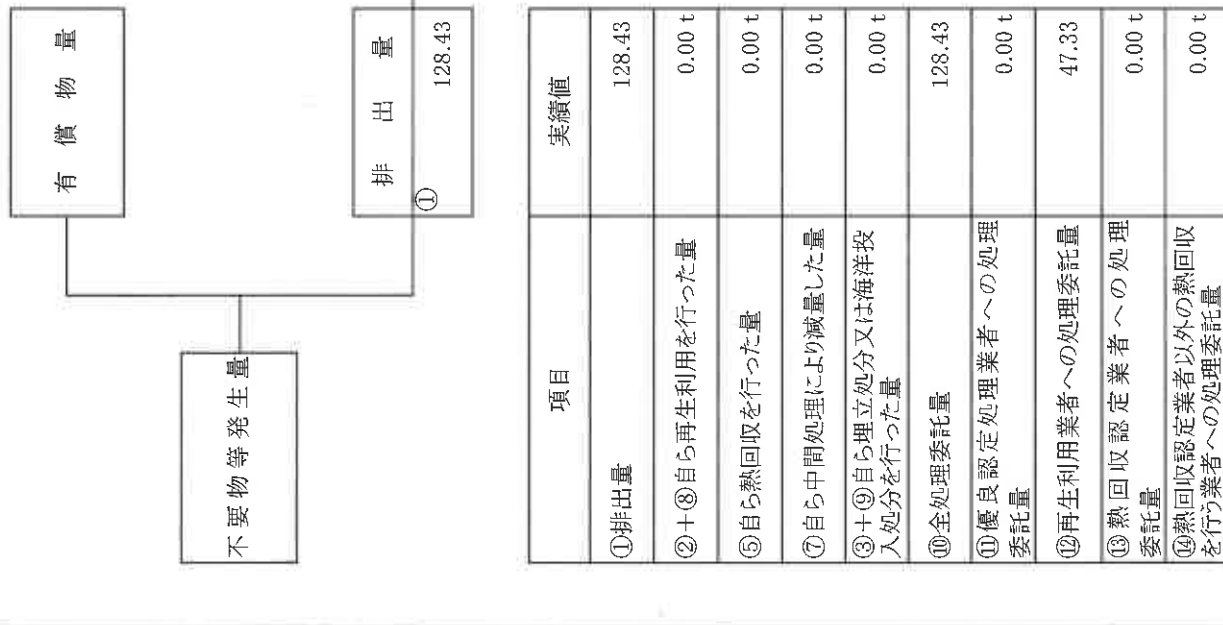 有償物量
不要物等発生量
排出量
①
128.43
項目
実績値
①排出量
128.43
②+⑧自ら再生利用を行った量
0.00 t
⑤自ら熱回収を行った量
0.00 t
⑦自ら中間処理により減量した量
0.00 t
③+⑨自ら埋立処分又は海洋投
入処分を行った量
0.00 t
⑩全処理委託量
128.43
⑪優良認定処理業者への処理
委託量
0.00 t
⑫再生利用業者への処理委託量
47.33
⑬熱回収認定業者への処理
委託量
0.00 t
⑭熱回収認定業者以外の熱回収
を行う業者への処理委託量
0.00 t